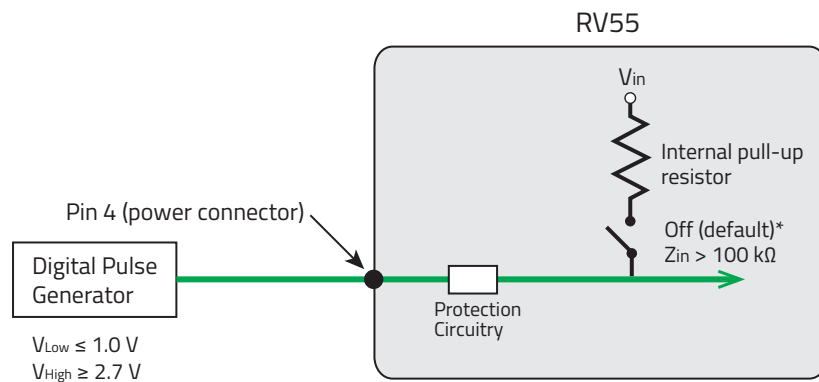 RV55
Vin
Internal pull-up
resistor
Pin 4 (power connector)
Off (default)*
Zin > 100 kΩ
Digital Pulse
Generator
Protection
Circuitry
VLow ≤ 1.0 V
VHigh ≥ 2.7 V